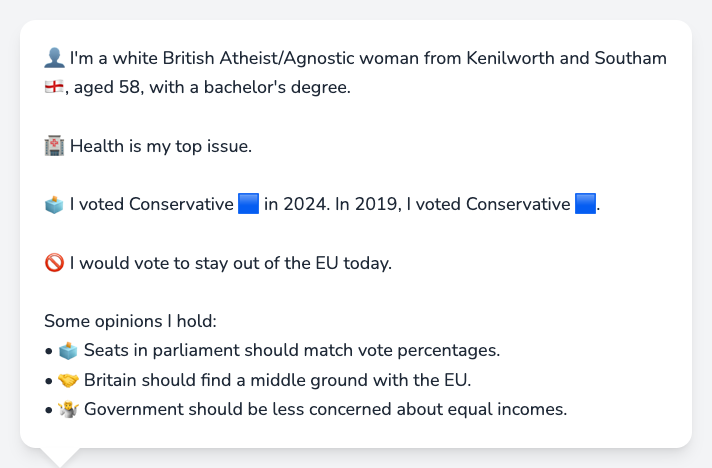 👤 I'm a white British Atheist/Agnostic woman from Kenilworth and Southam
🏴󠁧󠁢󠁥󠁮󠁧󠁿, aged 58, with a bachelor's degree.
🏥 Health is my top issue.
🗳️ I voted Conservative 🟦 in 2024. In 2019, I voted Conservative 🟦.
🚫 I would vote to stay out of the EU today.
Some opinions I hold:
• 🗳️ Seats in parliament should match vote percentages.
• 🤝 Britain should find a middle ground with the EU.
• 🤷 Government should be less concerned about equal incomes.